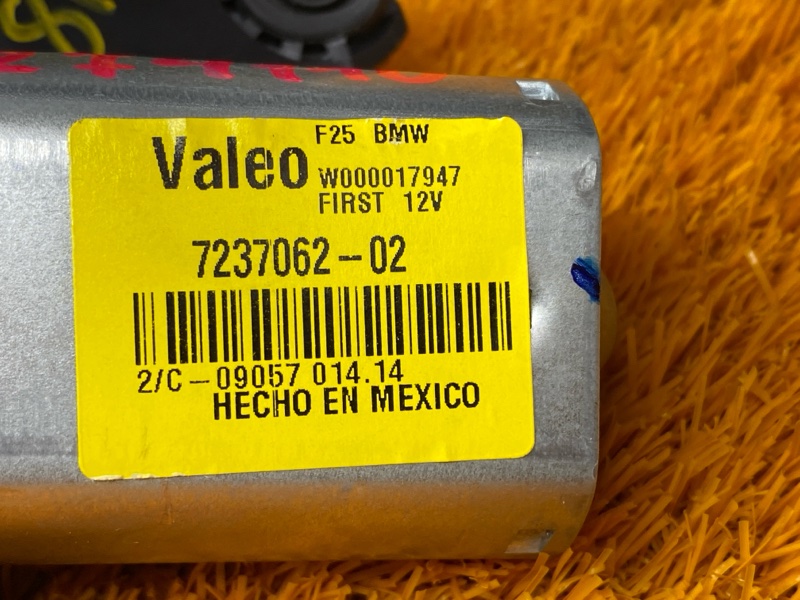 F25 BMW
Valeo W000017947
FIRST 12V
7237062-02
2/C-09057 014.14
HECHO EN MEXICO